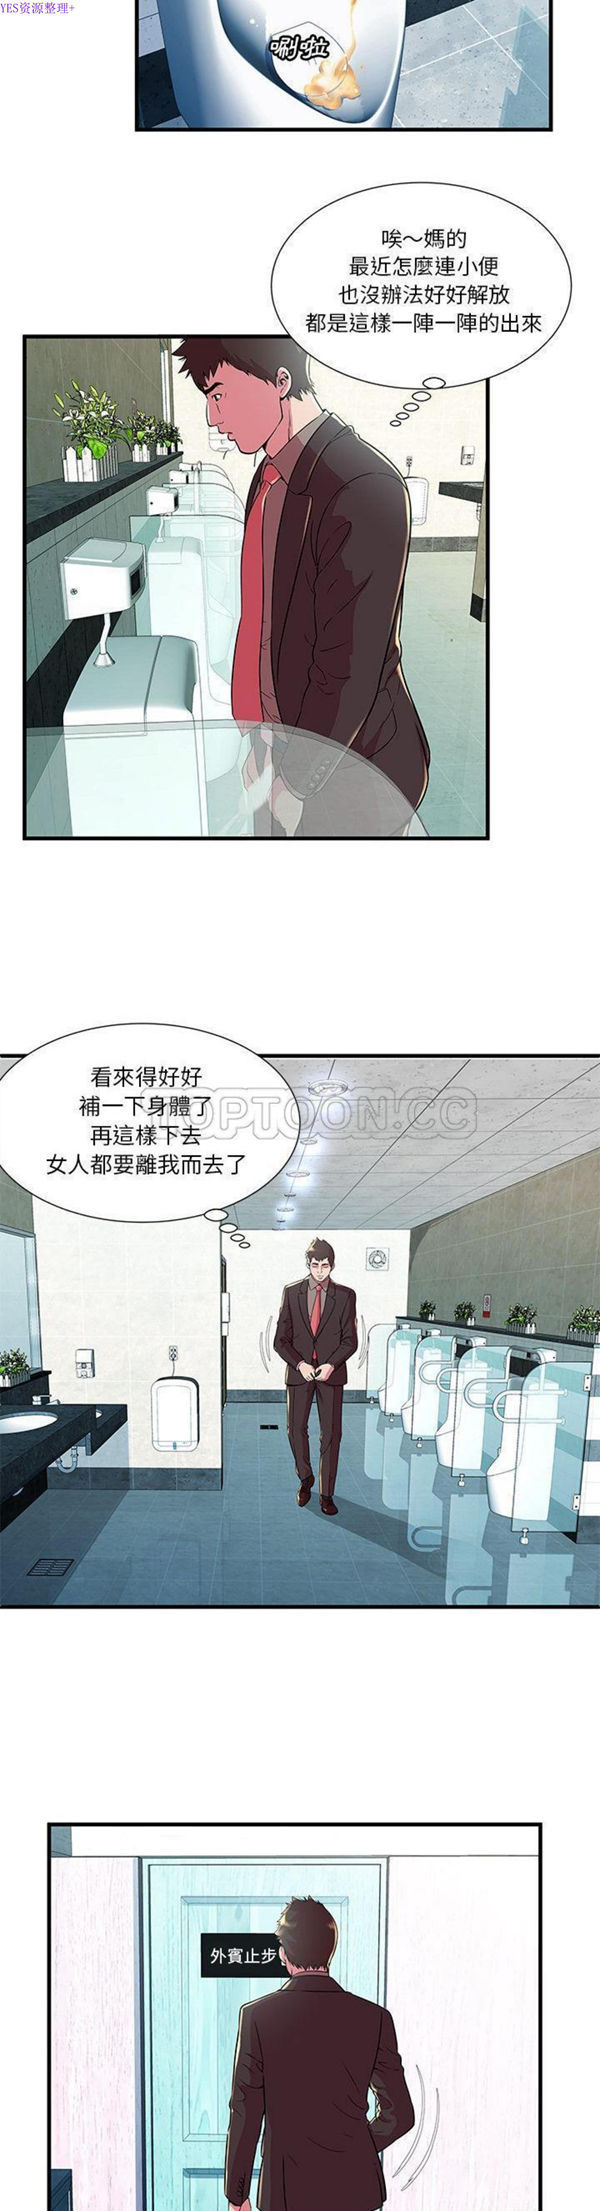 YES资源整理+
唰啦
唉～媽的
最近怎麼連小便
也沒辦法好好解放
都是這樣一陣一陣的出來
看來得好好
補一下身體了
再這樣下去
女人都要離我而去了
TOPTOON.CC
外賓止步